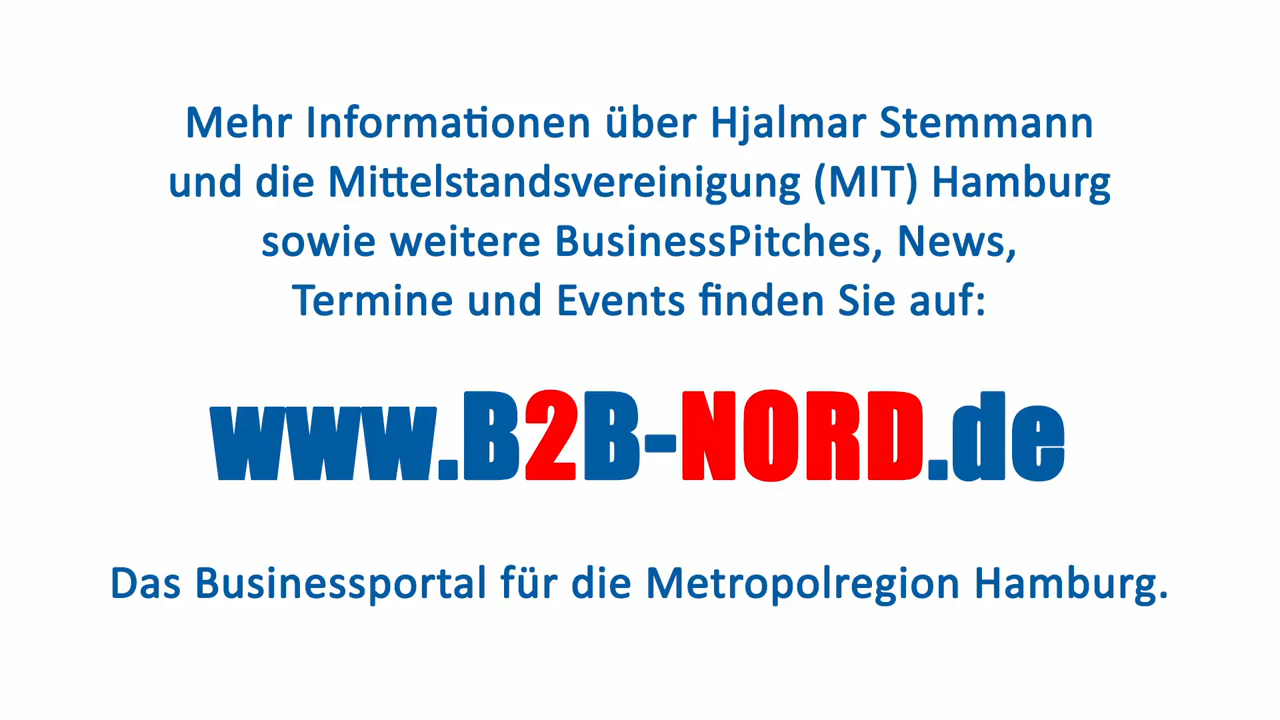 Mehr Informationen über Hjalmar Stemmann
und die Mittelstandsvereinigung (MIT) Hamburg
sowie weitere BusinessPitches, News,
Termine und Events finden Sie auf:
www.B2B-NORD.de
Das Businessportal für die Metropolregion Hamburg.